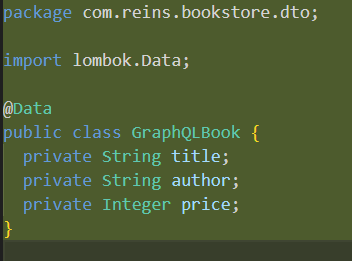 package com.reins.bookstore.dto;
import lombok.Data;
@Data
public class GraphQLBook {
  private String title;
  private String author;
  private Integer price;
}